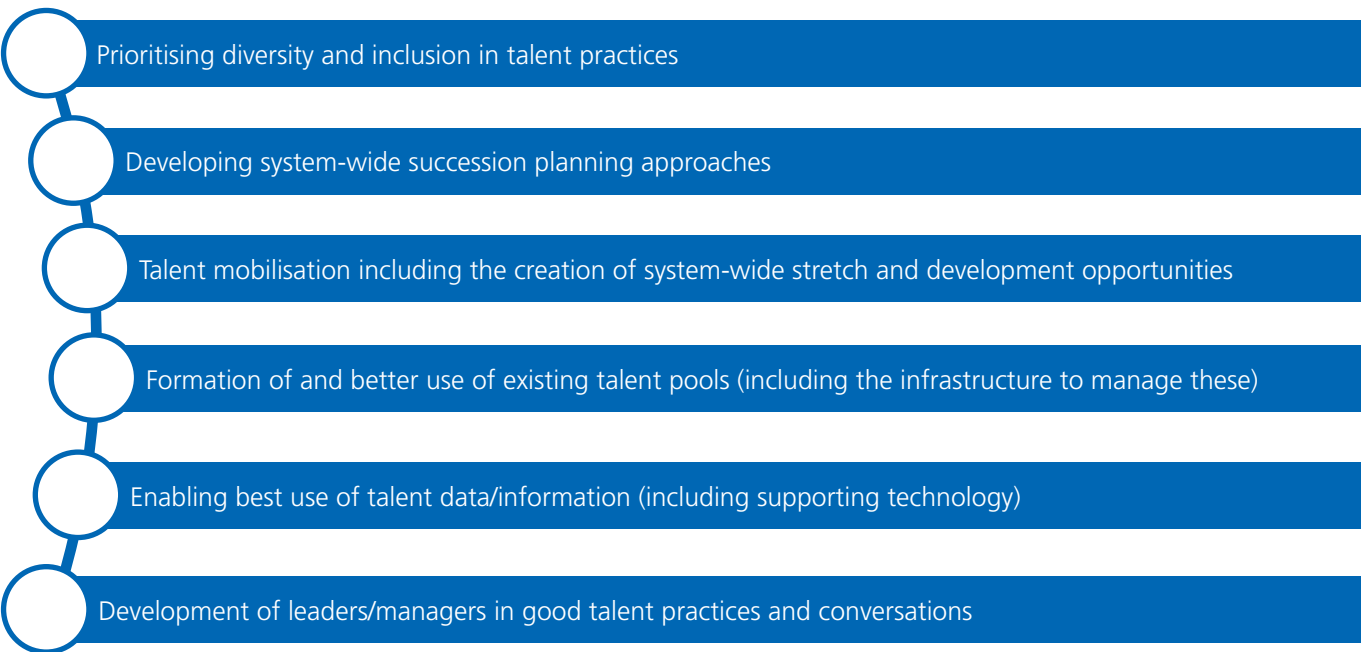 Prioritising diversity and inclusion in talent practices
Developing system-wide succession planning approaches
Talent mobilisation including the creation of system-wide stretch and development opportunities
Formation of and better use of existing talent pools (including the infrastructure to manage these)
Enabling best use of talent data/information (including supporting technology)
Development of leaders/managers in good talent practices and conversations